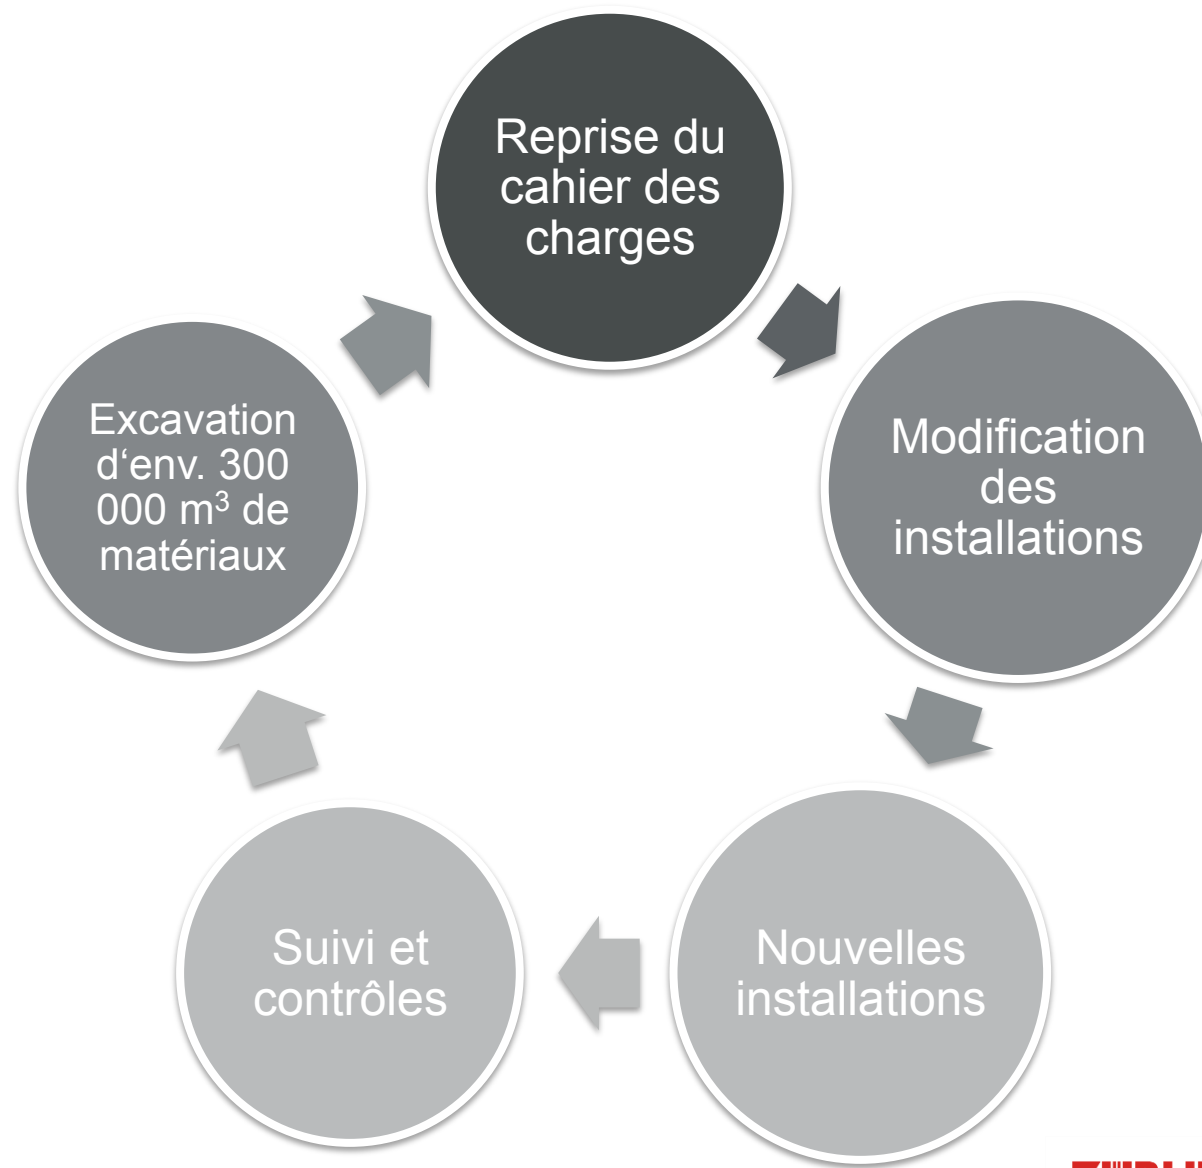 Reprise du
cahier des
charges
Modification
des
installations
Nouvelles
installations
Suivi et
contrôles
Excavation
d‘env. 300
000 m³ de
matériaux